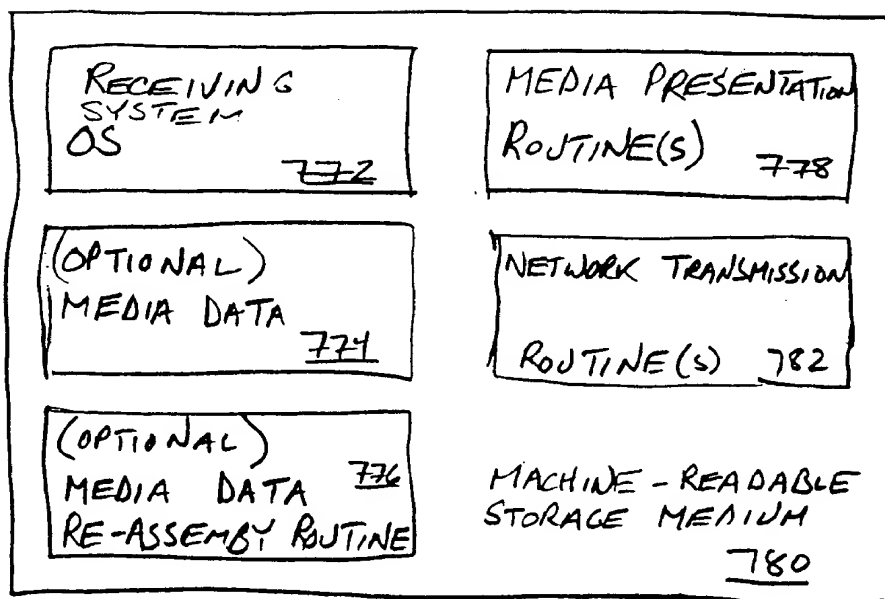 RECEIVING
SYSTEM
OS
772
(OPTIONAL)
MEDIA DATA
774
(OPTIONAL)
776
MEDIA DATA
RE-ASSEMBY ROUTINE
MEDIA PRESENTATION
ROUTINE(S) 778
NETWORK TRANSMISSION
ROUTINE(S) 782
MACHINE-READABLE
STORAGE MEDIUM
780